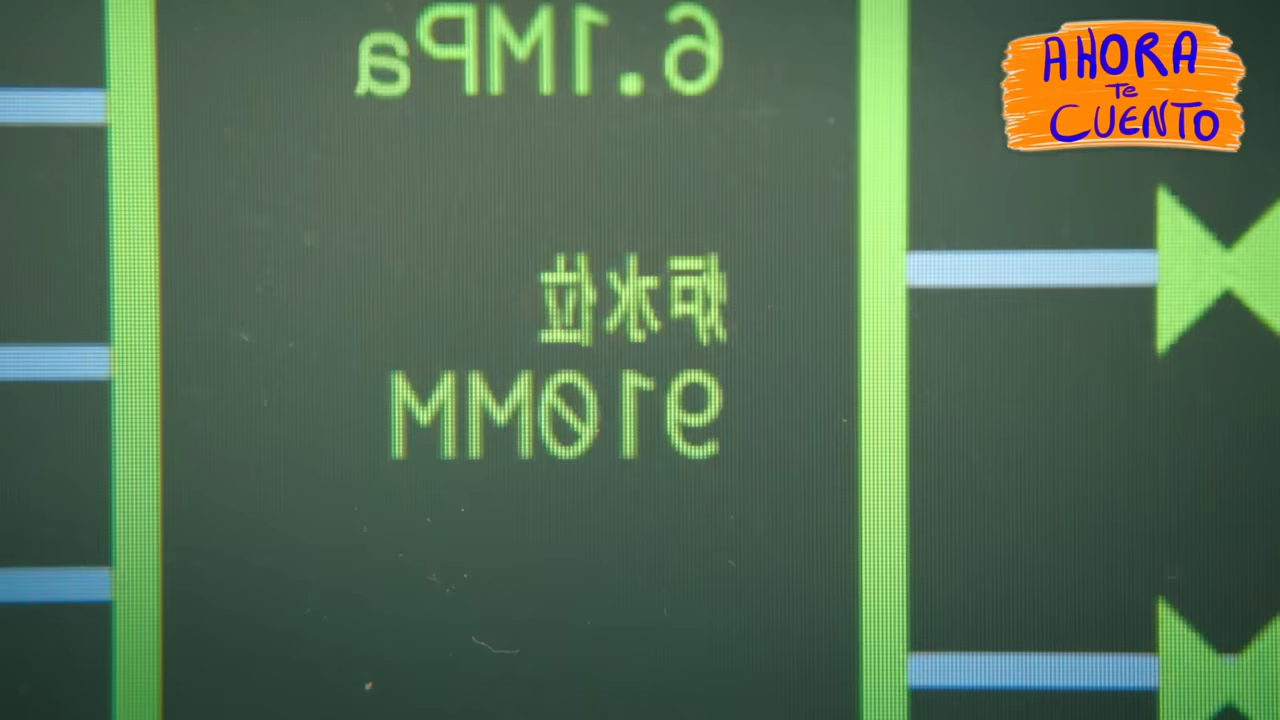 6.1MPa
炉水位
910MM
AHORA
Te
CUENTO